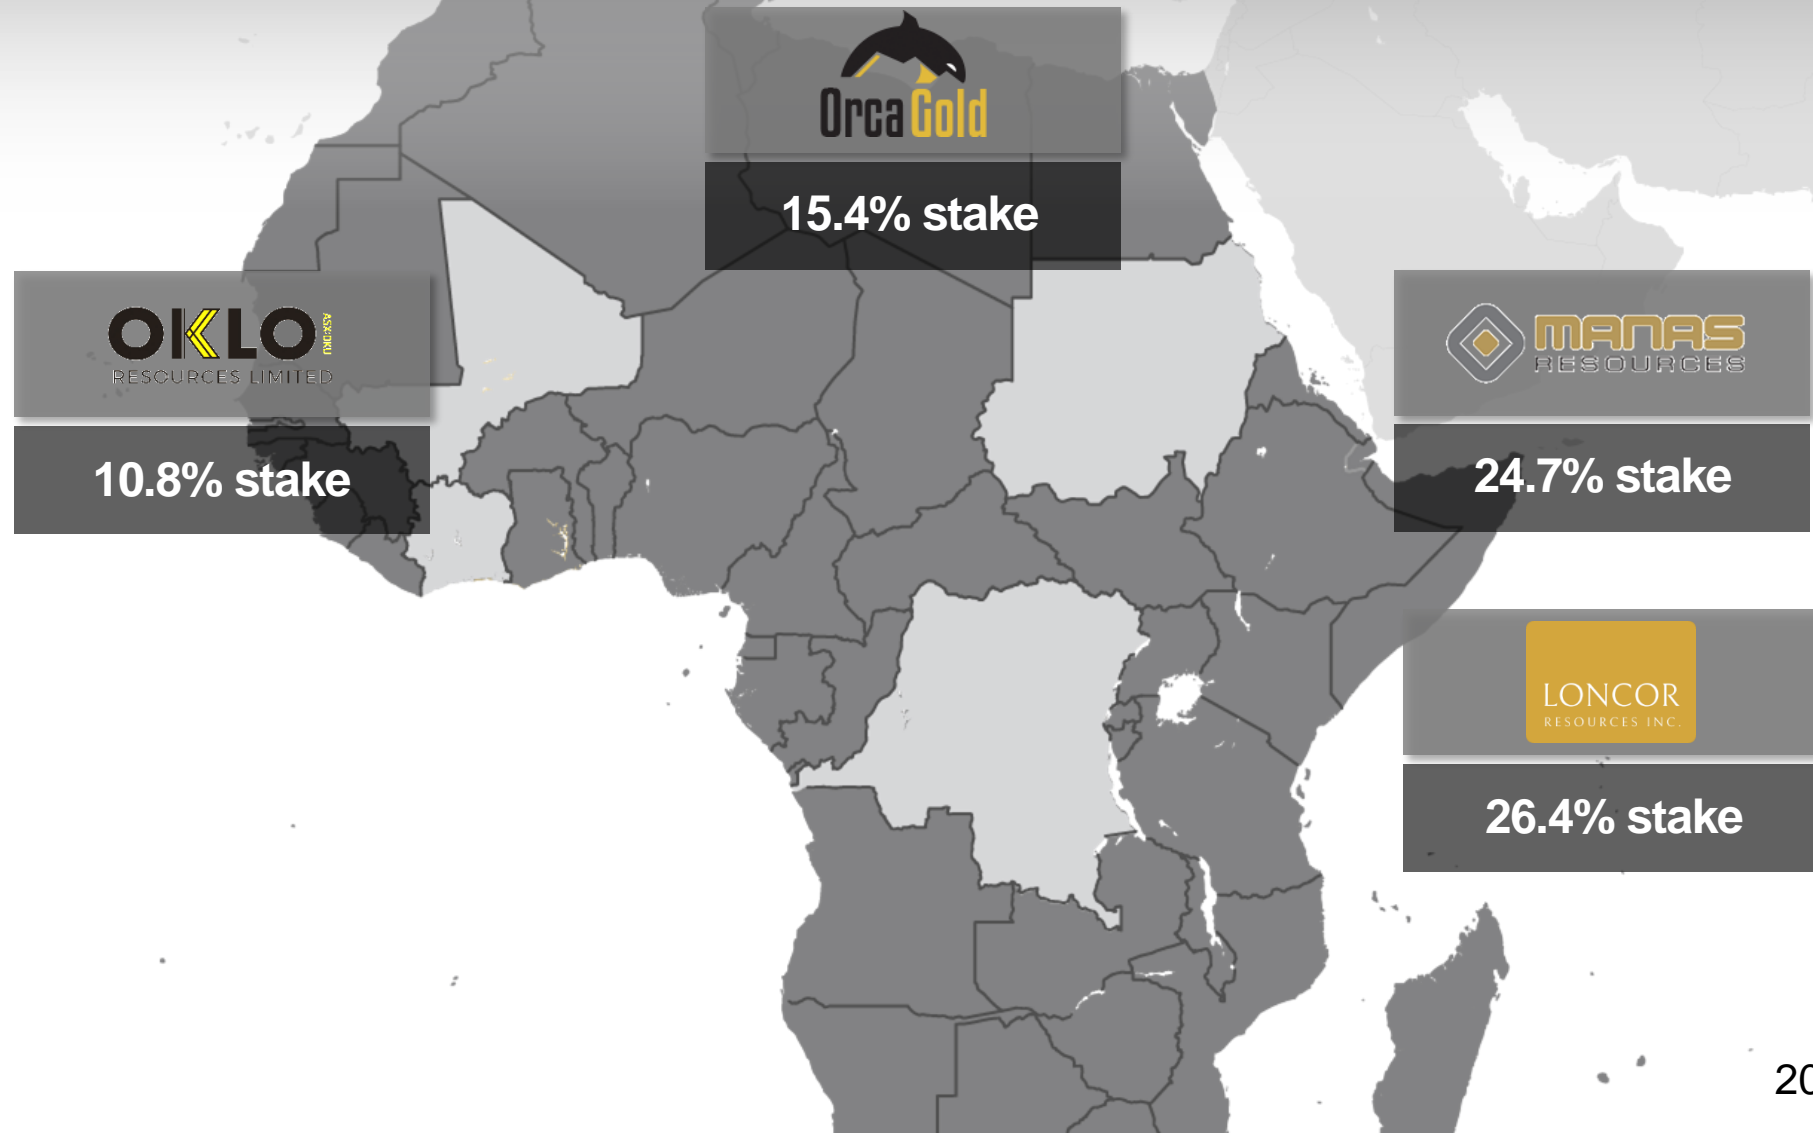 Orca Gold
15.4% stake
OKLO
ASX:OKU
RESOURCES LIMITED
10.8% stake
MANAS
RESOURCES
24.7% stake
LONCOR
RESOURCES INC.
26.4% stake
20